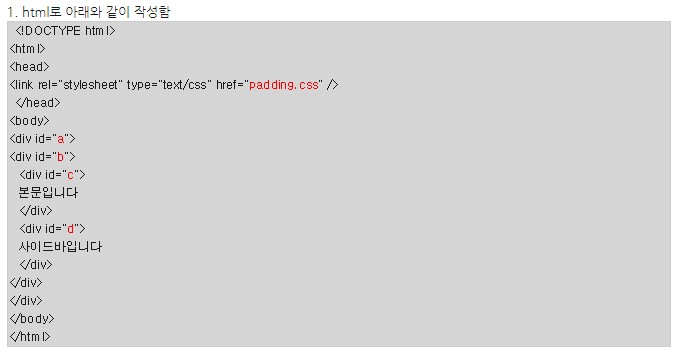 1. html로 아래와 같이 작성함
<!DOCTYPE html>
<html>
<head>
<link rel="stylesheet" type="text/css" href="padding.css" />
</head>
<body>
<div id="a">
<div id="b">
<div id="c">
본문입니다
</div>
<div id="d">
사이드바입니다
</div>
</div>
</div>
</body>
</html>